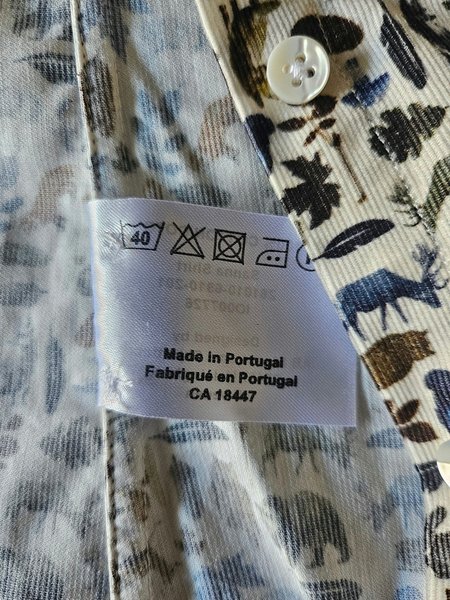 40
Made in Portugal
Fabriqué en Portugal
CA 18447